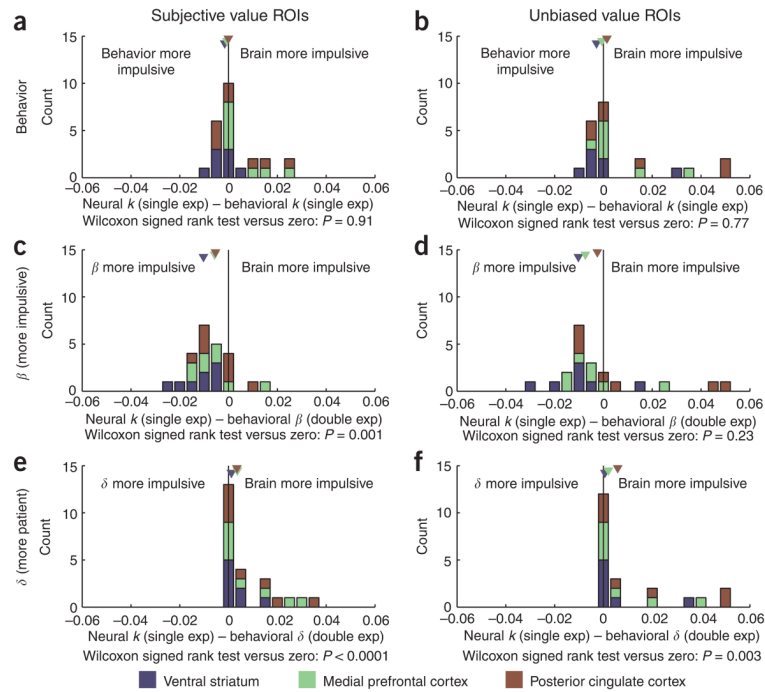 Subjective value ROIs
Unbiased value ROIs
a
15
10
5
0
Count
Behavior
Behavior more
impulsive
Brain more impulsive
−0.06 −0.04 −0.02 0 0.02 0.04 0.06
Neural k (single exp) – behavioral k (single exp)
Wilcoxon signed rank test versus zero: P = 0.91
b
15
10
5
0
Count
Behavior more
impulsive
Brain more impulsive
−0.06 −0.04 −0.02 0 0.02 0.04 0.06
Neural k (single exp) – behavioral k (single exp)
Wilcoxon signed rank test versus zero: P = 0.77
c
15
10
5
0
Count
β (more impulsive)
β more impulsive
Brain more impulsive
−0.06 −0.04 −0.02 0 0.02 0.04 0.06
Neural k (single exp) – behavioral β (double exp)
Wilcoxon signed rank test versus zero: P = 0.001
d
15
10
5
0
Count
β more impulsive
Brain more impulsive
−0.06 −0.04 −0.02 0 0.02 0.04 0.06
Neural k (single exp) – behavioral β (double exp)
Wilcoxon signed rank test versus zero: P = 0.23
e
15
10
5
0
Count
δ (more patient)
δ more impulsive
Brain more impulsive
−0.06 −0.04 −0.02 0 0.02 0.04 0.06
Neural k (single exp) – behavioral δ (double exp)
Wilcoxon signed rank test versus zero: P < 0.0001
f
15
10
5
0
Count
δ more impulsive
Brain more impulsive
−0.06 −0.04 −0.02 0 0.02 0.04 0.06
Neural k (single exp) – behavioral δ (double exp)
Wilcoxon signed rank test versus zero: P = 0.003
Ventral striatum
Medial prefrontal cortex
Posterior cingulate cortex